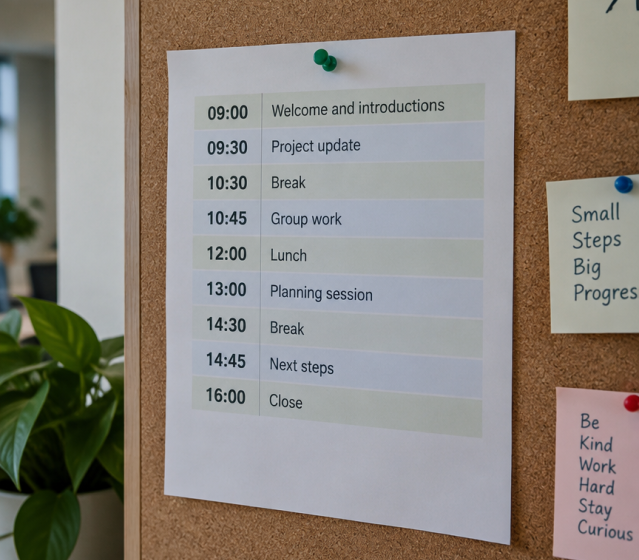 09:00 Welcome and introductions
09:30 Project update
10:30 Break
10:45 Group work
12:00 Lunch
13:00 Planning session
14:30 Break
14:45 Next steps
16:00 Close
Small
Steps
Big
Progres
Be
Kind
Work
Hard
Stay
Curious